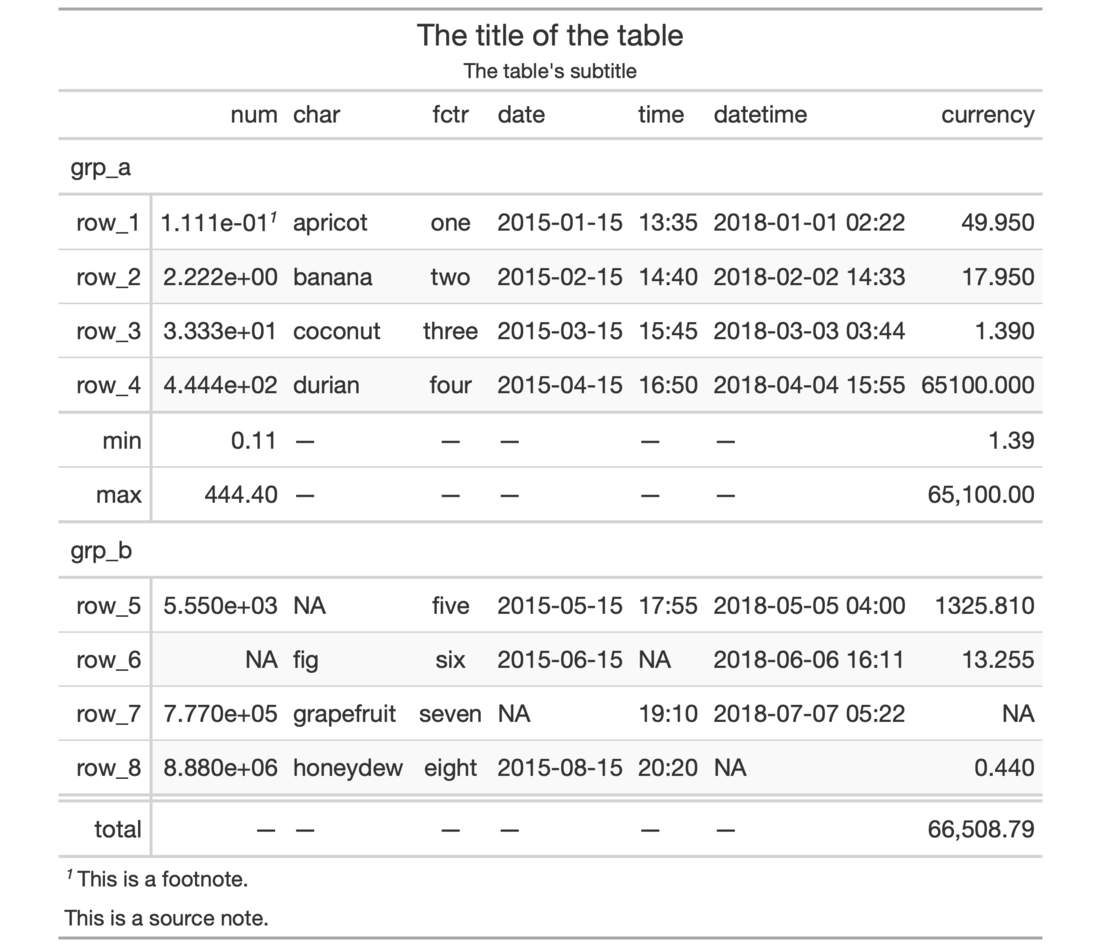 The title of the table
The table's subtitle
num char fctr date time datetime currency
grp_a
row_1 1.111e-01¹ apricot one 2015-01-15 13:35 2018-01-01 02:22 49.950
row_2 2.222e+00 banana two 2015-02-15 14:40 2018-02-02 14:33 17.950
row_3 3.333e+01 coconut three 2015-03-15 15:45 2018-03-03 03:44 1.390
row_4 4.444e+02 durian four 2015-04-15 16:50 2018-04-04 15:55 65100.000
min 0.11 — — — — — 1.39
max 444.40 — — — — — 65,100.00
grp_b
row_5 5.550e+03 NA five 2015-05-15 17:55 2018-05-05 04:00 1325.810
row_6 NA fig six 2015-06-15 NA 2018-06-06 16:11 13.255
row_7 7.770e+05 grapefruit seven NA 19:10 2018-07-07 05:22 NA
row_8 8.880e+06 honeydew eight 2015-08-15 20:20 NA 0.440
total — — — — — — 66,508.79
¹ This is a footnote.
This is a source note.